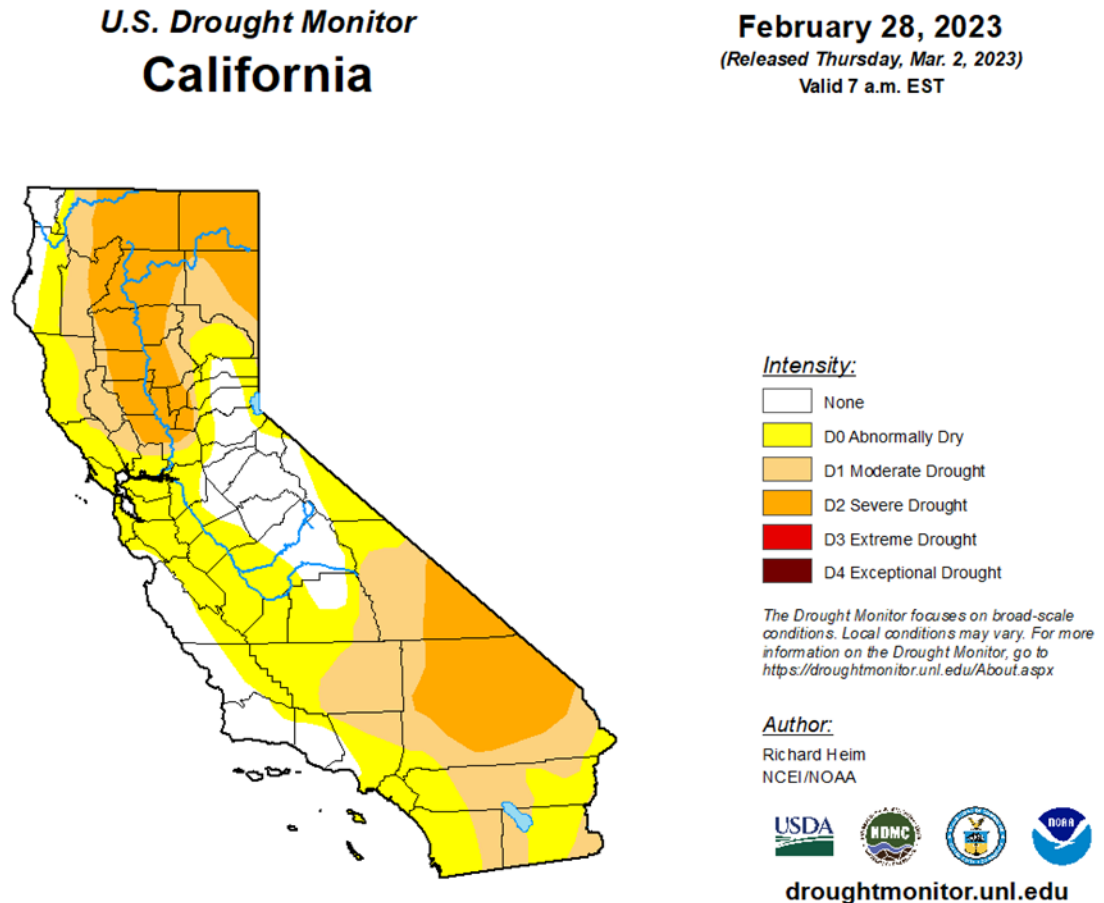 U.S. Drought Monitor
California
February 28, 2023
(Released Thursday, Mar. 2, 2023)
Valid 7 a.m. EST
Intensity:
None
D0 Abnormally Dry
D1 Moderate Drought
D2 Severe Drought
D3 Extreme Drought
D4 Exceptional Drought
The Drought Monitor focuses on broad-scale
conditions. Local conditions may vary. For more
information on the Drought Monitor, go to
https://droughtmonitor.unl.edu/About.aspx
Author:
Richard Heim
NCEI/NOAA
USDA
NDMC
NOAA
droughtmonitor.unl.edu